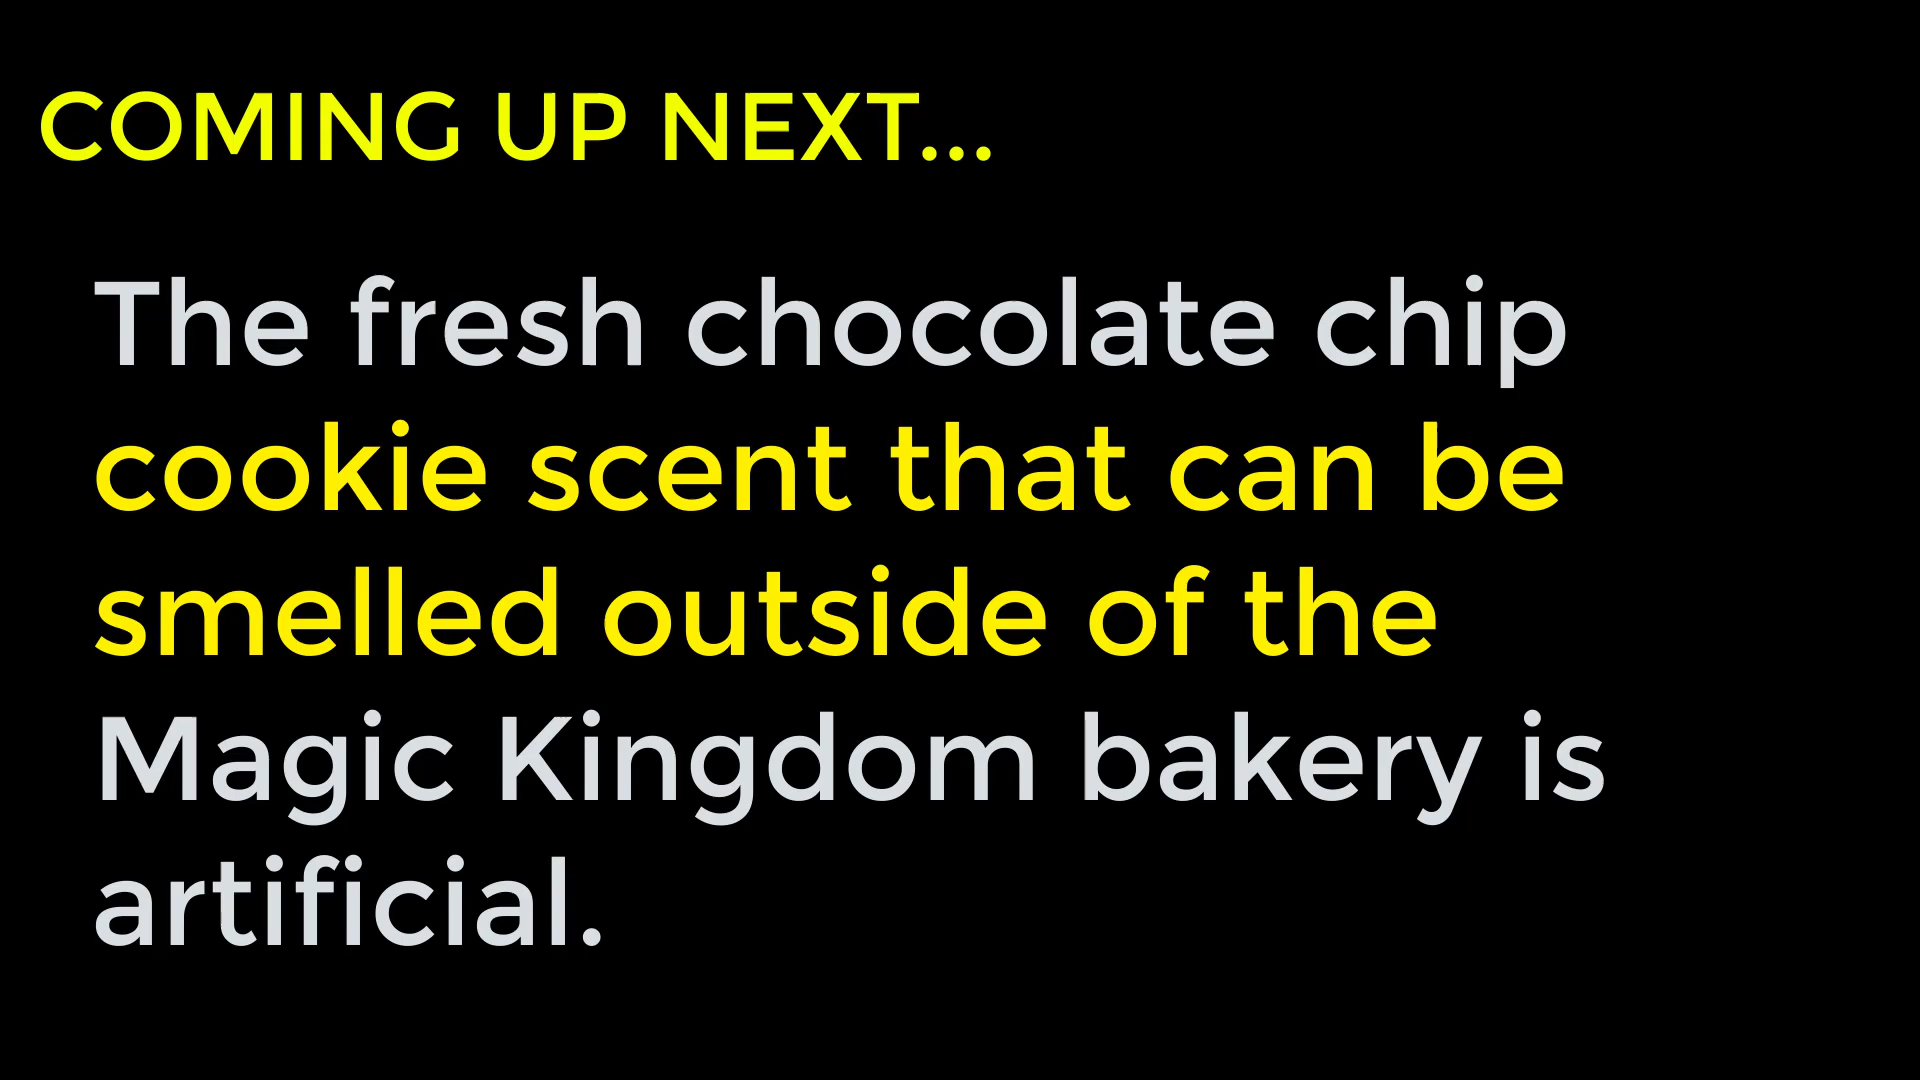 COMING UP NEXT...
The fresh chocolate chip
cookie scent that can be
smelled outside of the
Magic Kingdom bakery is
artificial.